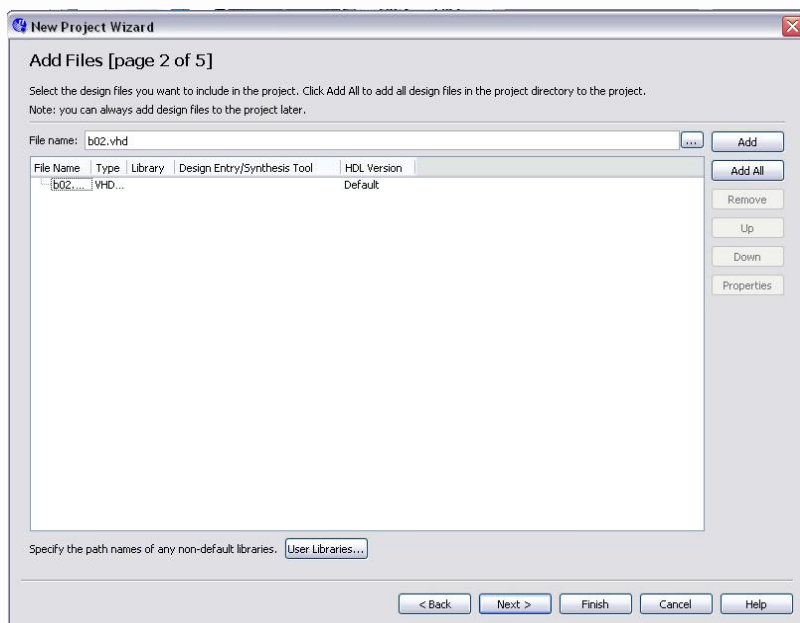 New Project Wizard
Add Files [page 2 of 5]
Select the design files you want to include in the project. Click Add All to add all design files in the project directory to the project.
Note: you can always add design files to the project later.
File name: b02.vhd ... Add
File Name Type Library Design Entry/Synthesis Tool HDL Version Add All
b02.... VHD... Default
Remove
Up
Down
Properties
Specify the path names of any non-default libraries. User Libraries...
< Back Next > Finish Cancel Help